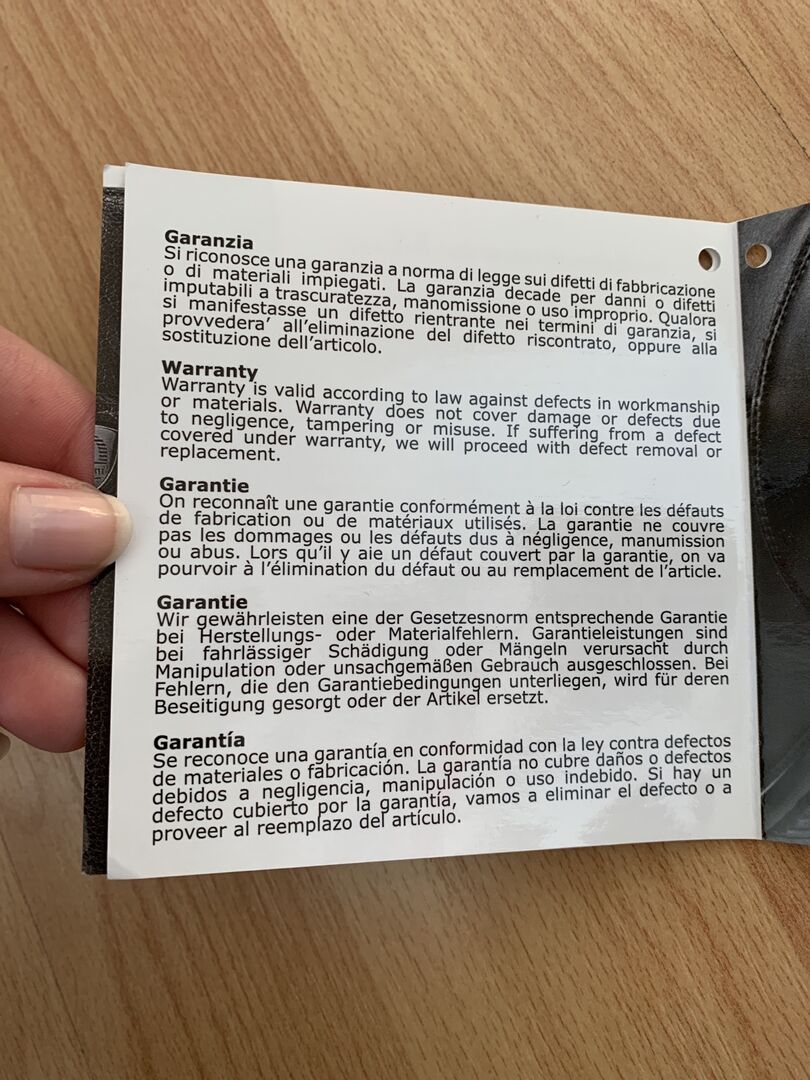 Garanzia
Si riconosce una garanzia a norma di legge sui difetti di fabbricazione
o di materiali impiegati. La garanzia decade per danni o difetti
imputabili a trascuratezza, manomissione o uso improprio. Qualora
si manifestasse un difetto rientrante nei termini di garanzia, si
provvedera’ all’eliminazione del difetto riscontrato, oppure alla
sostituzione dell’articolo.
Warranty
Warranty is valid according to law against defects in workmanship
or materials. Warranty does not cover damage or defects due
to negligence, tampering or misuse. If suffering from a defect
covered under warranty, we will proceed with defect removal or
replacement.
Garantie
On reconnaît une garantie conformément à la loi contre les défauts
de fabrication ou de matériaux utilisés. La garantie ne couvre
pas les dommages ou les défauts dus à négligence, manumission
ou abus. Lors qu’il y aie un défaut couvert par la garantie, on va
pourvoir à l’élimination du défaut ou au remplacement de l’article.
Garantie
Wir gewährleisten eine der Gesetzesnorm entsprechende Garantie
bei Herstellungs- oder Materialfehlern. Garantieleistungen sind
bei fahrlässiger Schädigung oder Mängeln verursacht durch
Manipulation oder unsachgemäßen Gebrauch ausgeschlossen. Bei
Fehlern, die den Garantiebedingungen unterliegen, wird für deren
Beseitigung gesorgt oder der Artikel ersetzt.
Garantía
Se reconoce una garantía en conformidad con la ley contra defectos
de materiales o fabricación. La garantía no cubre daños o defectos
debidos a negligencia, manipulación o uso indebido. Si hay un
defecto cubierto por la garantía, vamos a eliminar el defecto o a
proveer al reemplazo del artículo.